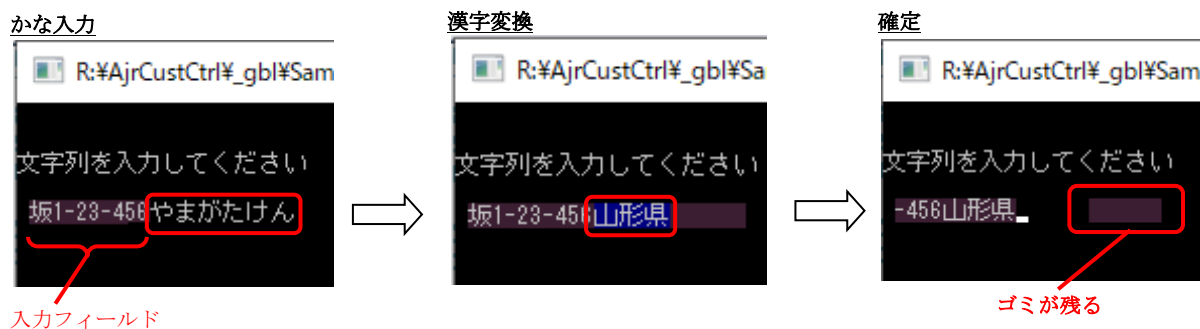 かな入力
R:¥AjrCustCtrl¥_gbl¥Sam
文字列を入力してください
坂1-23-456やまがたけん
入力フィールド
漢字変換
R:¥AjrCustCtrl¥_gbl¥Sa
文字列を入力してください
坂1-23-456山形県
確定
R:¥AjrCustCtrl¥_gbl¥Sam
文字列を入力してください
-456山形県
ゴミが残る